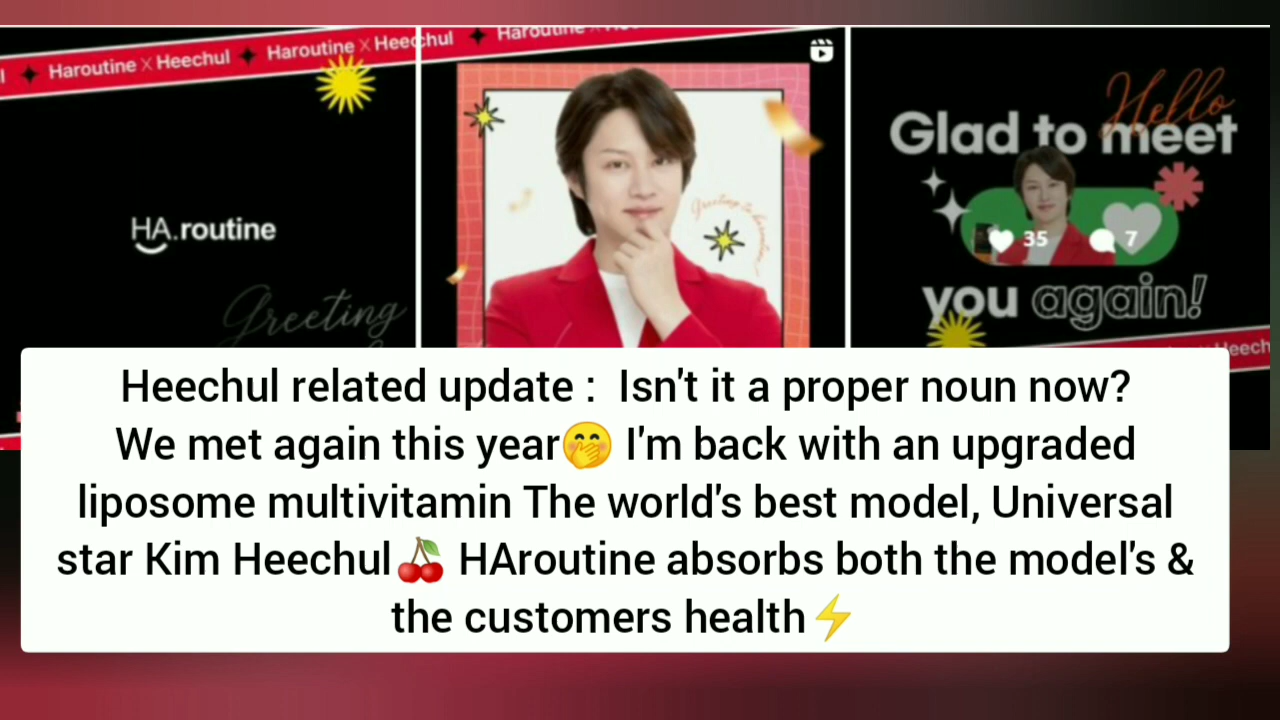 Haroutine X Heechul
Haroutine X Heechul
Haroutine
HA.routine
Greeting
Hello
Glad to meet
35
7
you again!
Heech
Heechul related update :  Isn't it a proper noun now?
We met again this year🤭 I'm back with an upgraded
liposome multivitamin The world's best model, Universal
star Kim Heechul🍒 HAroutine absorbs both the model's &
the customers health⚡